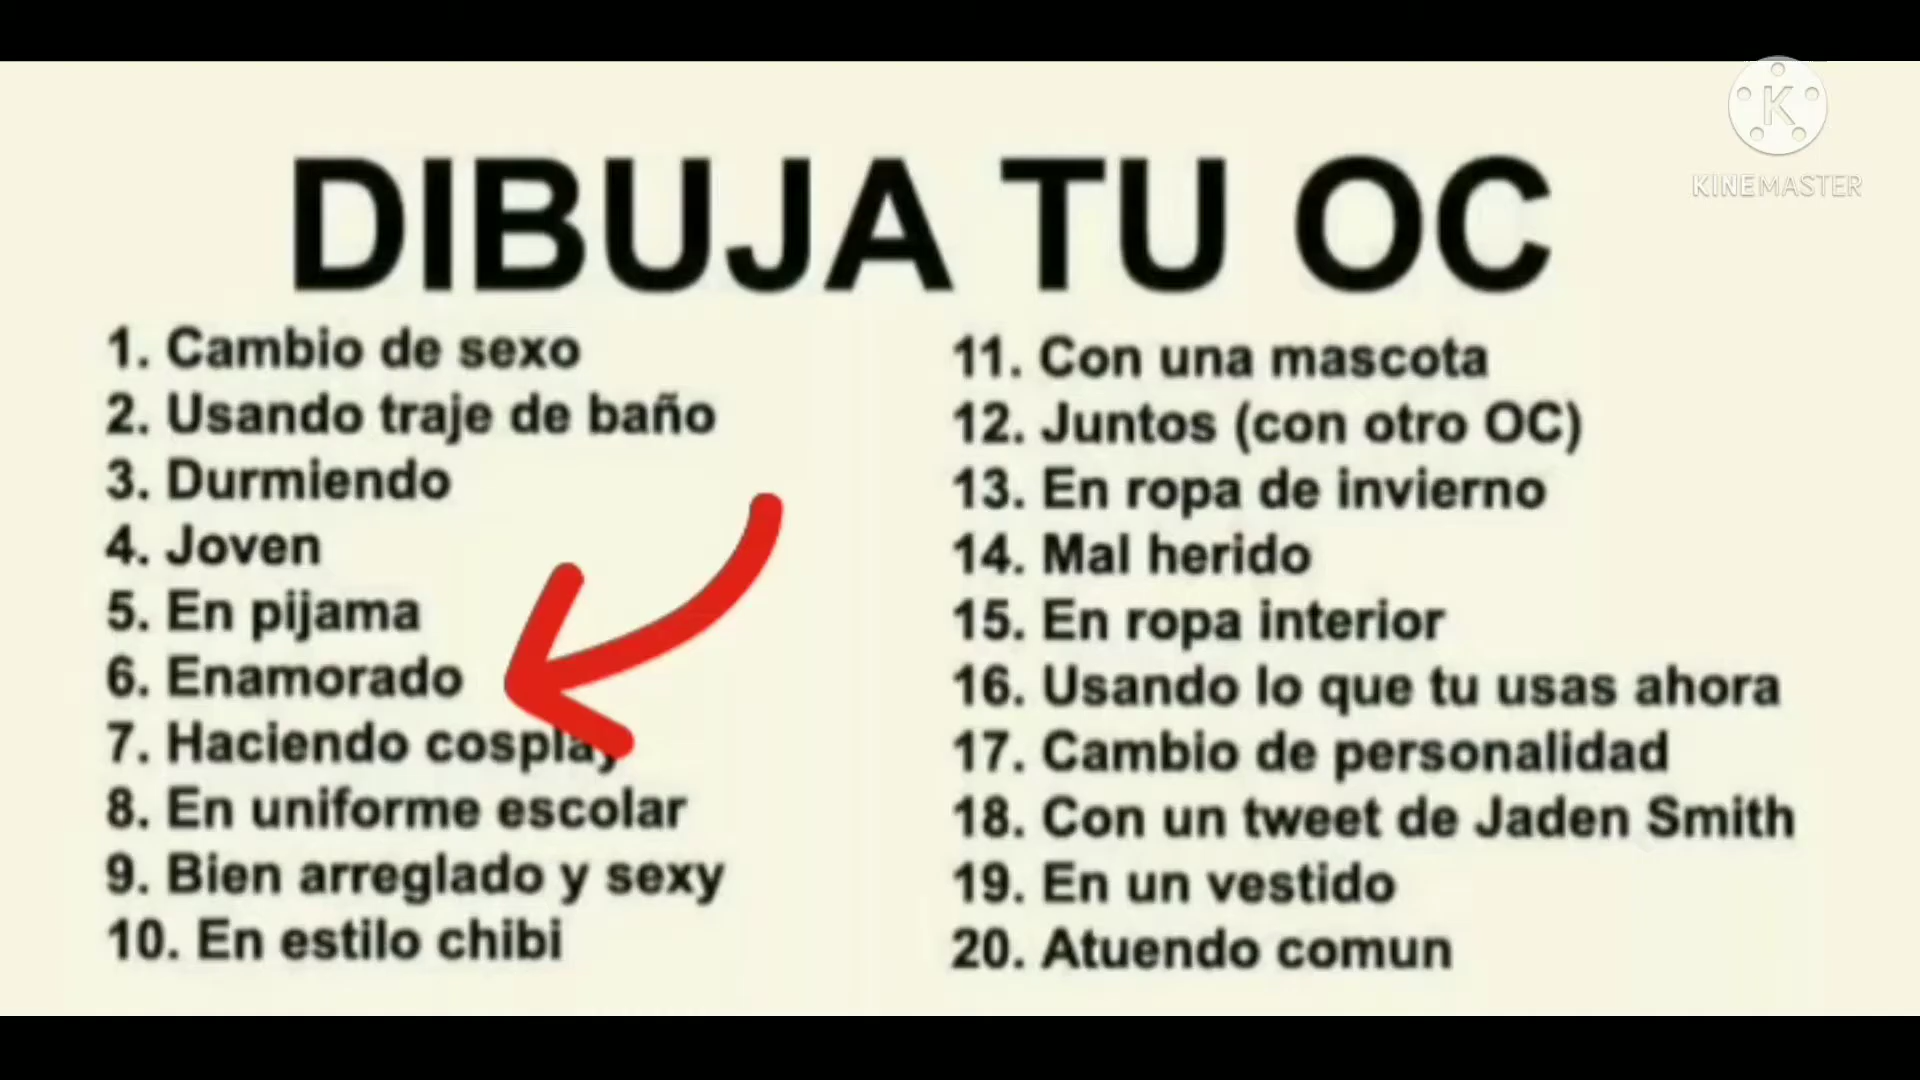 KINEMASTER
DIBUJA TU OC
1. Cambio de sexo
2. Usando traje de baño
3. Durmiendo
4. Joven
5. En pijama
6. Enamorado
7. Haciendo cosplay
8. En uniforme escolar
9. Bien arreglado y sexy
10. En estilo chibi
11. Con una mascota
12. Juntos (con otro OC)
13. En ropa de invierno
14. Mal herido
15. En ropa interior
16. Usando lo que tu usas ahora
17. Cambio de personalidad
18. Con un tweet de Jaden Smith
19. En un vestido
20. Atuendo comun